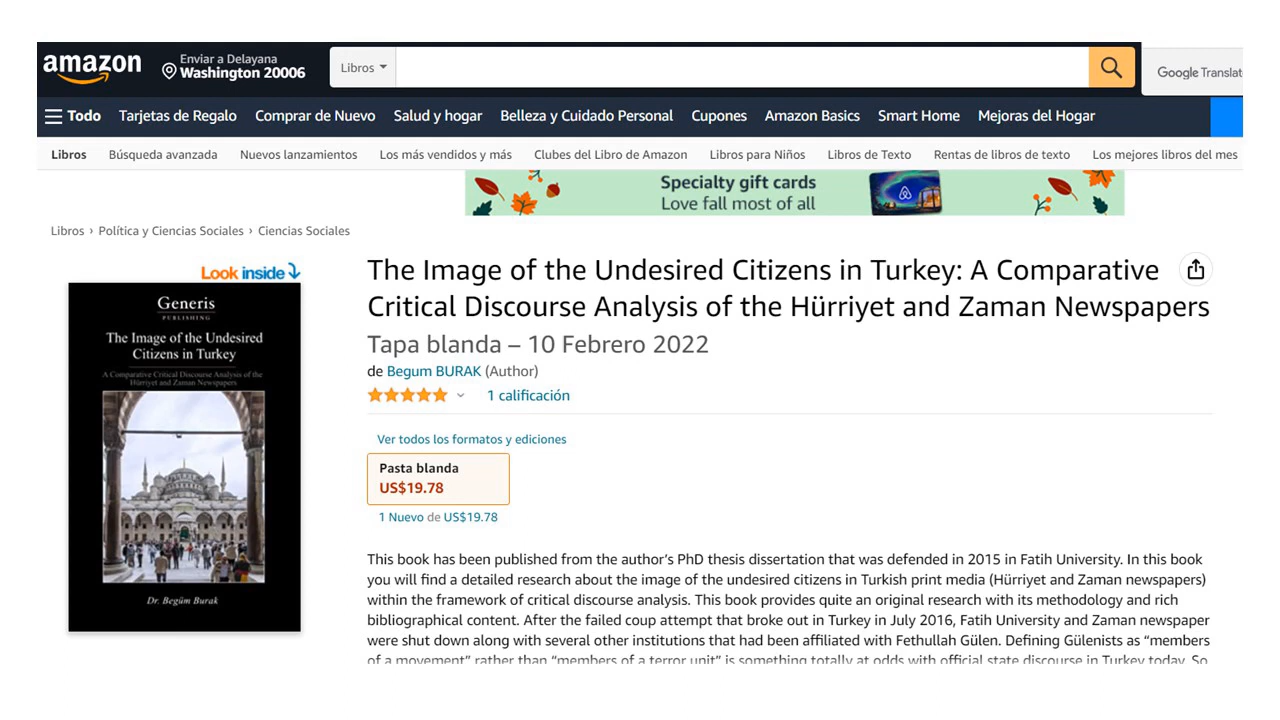 amazon
Enviar a Delayana
Washington 20006
Libros
Google Translat
Todo Tarjetas de Regalo Comprar de Nuevo Salud y hogar Belleza y Cuidado Personal Cupones Amazon Basics Smart Home Mejoras del Hogar
Libros Búsqueda avanzada Nuevos lanzamientos Los más vendidos y más Clubes del Libro de Amazon Libros para Niños Libros de Texto Rentas de libros de texto Los mejores libros del mes
Specialty gift cards
Love fall most of all
Libros › Política y Ciencias Sociales › Ciencias Sociales
Look inside
Generis
PUBLISHING
The Image of the Undesired
Citizens in Turkey
A Comparative Critical Discourse Analysis of the
Hürriyet and Zaman Newspapers
Dr. Begüm Burak
The Image of the Undesired Citizens in Turkey: A Comparative
Critical Discourse Analysis of the Hürriyet and Zaman Newspapers
Tapa blanda – 10 Febrero 2022
de Begum BURAK (Author)
1 calificación
Ver todos los formatos y ediciones
Pasta blanda
US$19.78
1 Nuevo de US$19.78
This book has been published from the author's PhD thesis dissertation that was defended in 2015 in Fatih University. In this book
you will find a detailed research about the image of the undesired citizens in Turkish print media (Hürriyet and Zaman newspapers)
within the framework of critical discourse analysis. This book provides quite an original research with its methodology and rich
bibliographical content. After the failed coup attempt that broke out in Turkey in July 2016, Fatih University and Zaman newspaper
were shut down along with several other institutions that had been affiliated with Fethullah Gülen. Defining Gülenists as “members
of a movement” rather than “members of a terror unit” is something totally at odds with official state discourse in Turkey today. So